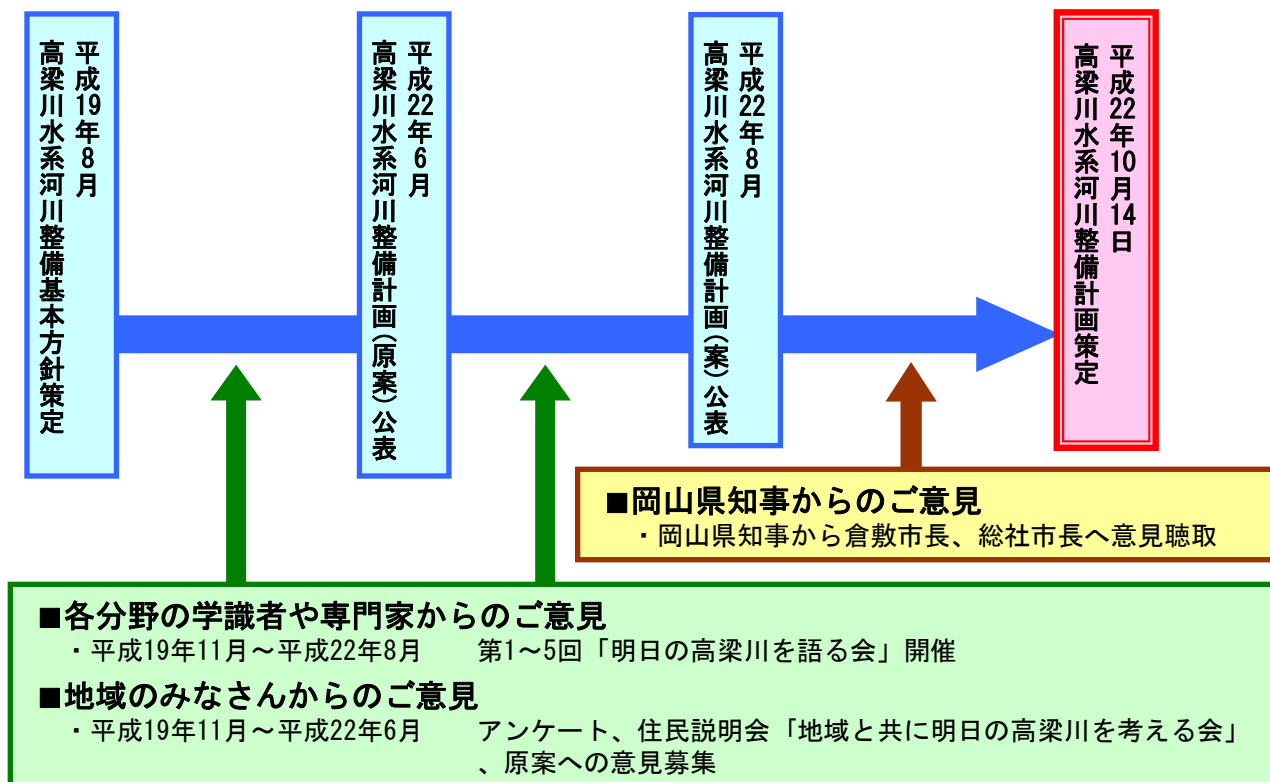 平成19年8月
高梁川水系河川整備基本方針策定
平成22年6月
高梁川水系河川整備計画(原案)公表
平成22年8月
高梁川水系河川整備計画(案)公表
平成22年10月14日
高梁川水系河川整備計画策定
■岡山県知事からのご意見
・岡山県知事から倉敷市長、総社市長へ意見聴取
■各分野の学識者や専門家からのご意見
・平成19年11月～平成22年8月　第1～5回「明日の高梁川を語る会」開催
■地域のみなさんからのご意見
・平成19年11月～平成22年6月　アンケート、住民説明会「地域と共に明日の高梁川を考える会」
、原案への意見募集